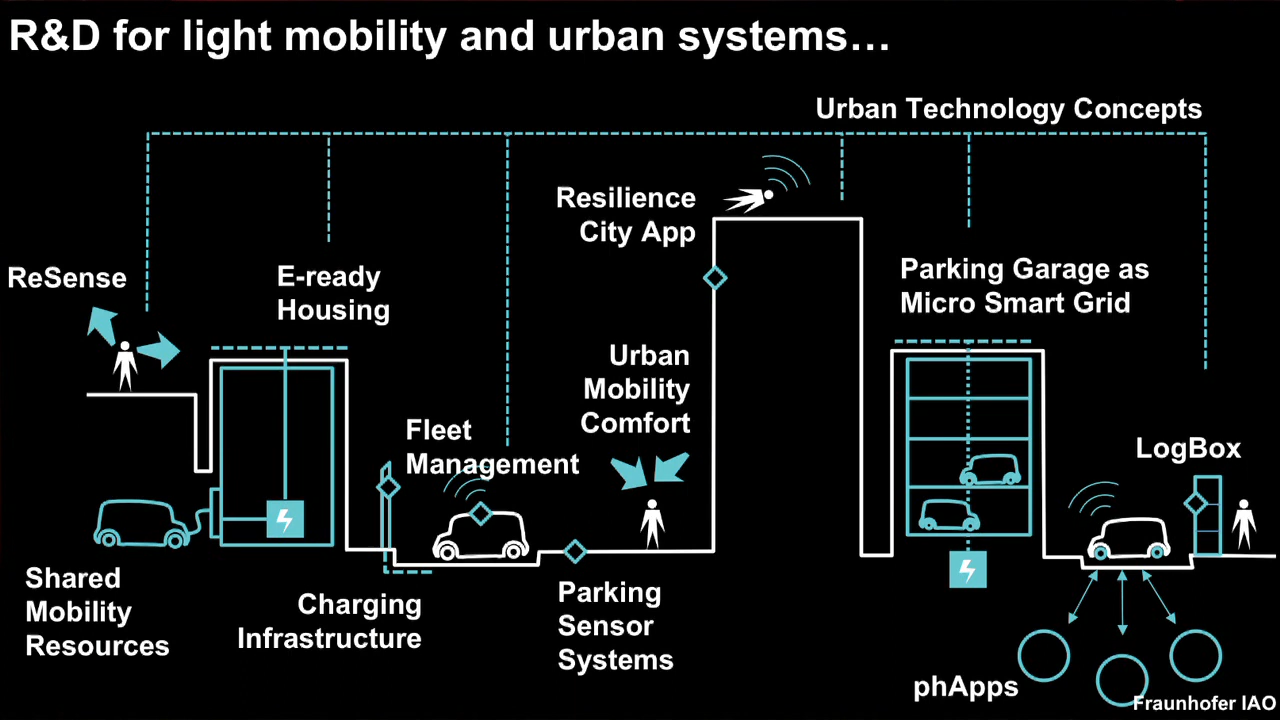 R&D for light mobility and urban systems…
Urban Technology Concepts
Resilience
City App
ReSense
E-ready
Housing
Parking Garage as
Micro Smart Grid
Urban
Mobility
Comfort
Fleet
Management
LogBox
Shared
Mobility
Resources
Charging
Infrastructure
Parking
Sensor
Systems
phApps
Fraunhofer IAO